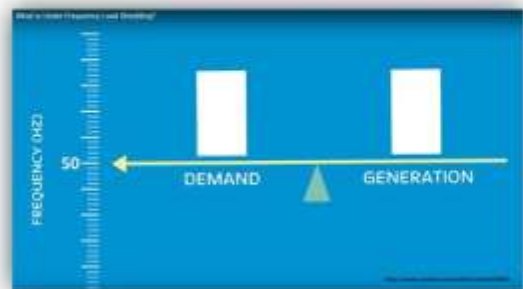 What is Under Frequency Load Shedding?
FREQUENCY (HZ)
50
DEMAND
GENERATION